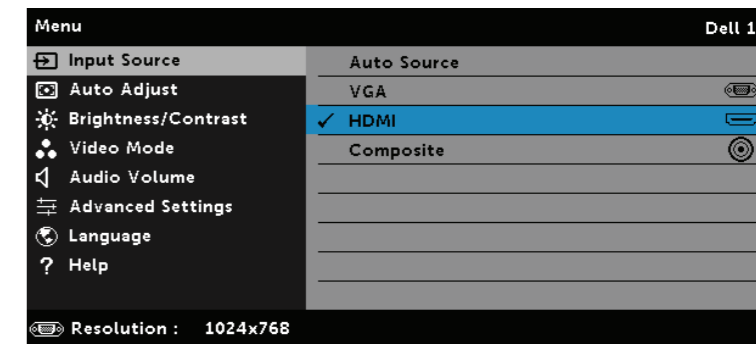 Menu Dell 1
Input Source
Auto Adjust
Brightness/Contrast
Video Mode
Audio Volume
Advanced Settings
Language
? Help
Auto Source
VGA
✓ HDMI
Composite
Resolution : 1024x768